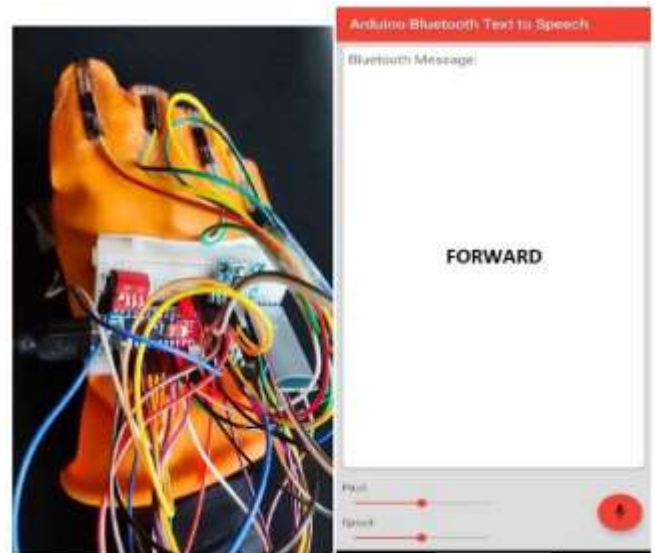 Arduino Bluetooth Text to Speech
Bluetooth Message:
FORWARD
Pitch
Speed